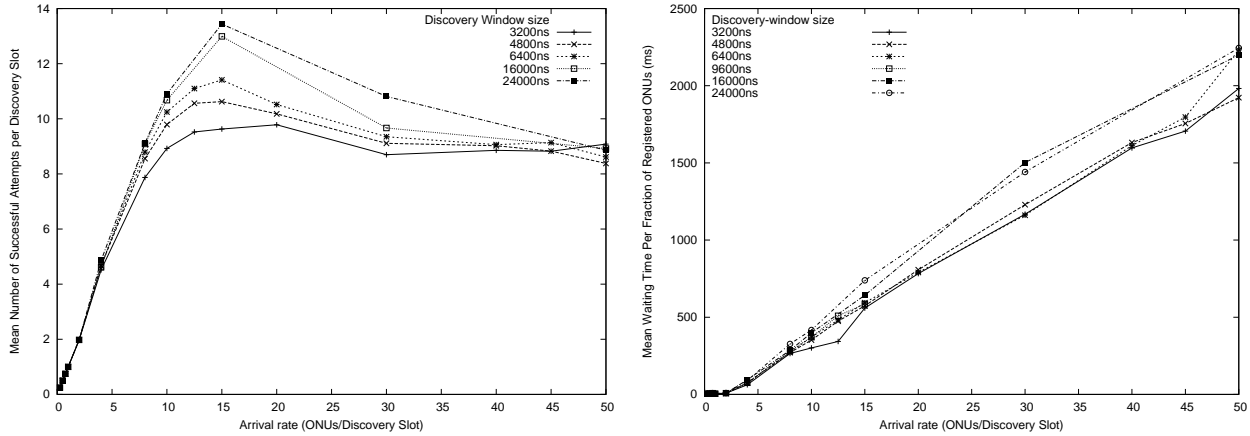 Mean Number of Successful Attempts per Discovery Slot
14
12
10
8
6
4
2
0
Discovery Window size
3200ns
4800ns
6400ns
16000ns
24000ns
0 5 10 15 20 25 30 35 40 45 50
Arrival rate (ONUs/Discovery Slot)
Mean Waiting Time Per Fraction of Registered ONUs (ms)
2500
2000
1500
1000
500
0
Discovery-window size
3200ns
4800ns
6400ns
9600ns
16000ns
24000ns
0 5 10 15 20 25 30 35 40 45 50
Arrival rate (ONUs/Discovery Slot)